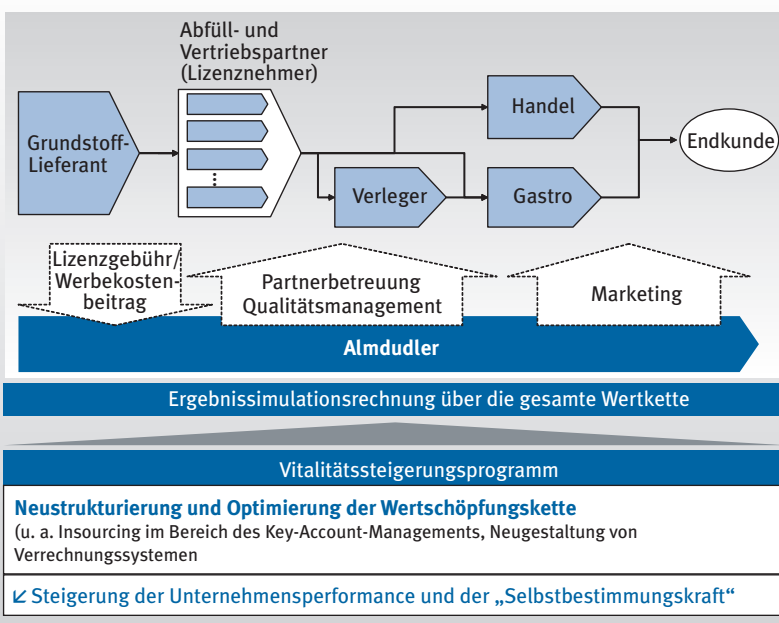 Abfüll- und
Vertriebspartner
(Lizenznehmer)
Grundstoff-
Lieferant
Handel
Endkunde
Verleger
Gastro
Lizenzgebühr/
Werbekosten-
beitrag
Partnerbetreuung
Qualitätsmanagement
Marketing
Almdudler
Ergebnissimulationsrechnung über die gesamte Wertkette
Vitalitätssteigerungsprogramm
Neustrukturierung und Optimierung der Wertschöpfungskette
(u. a. Insourcing im Bereich des Key-Account-Managements, Neugestaltung von
Verrechnungssystemen
↙ Steigerung der Unternehmensperformance und der „Selbstbestimmungskraft“